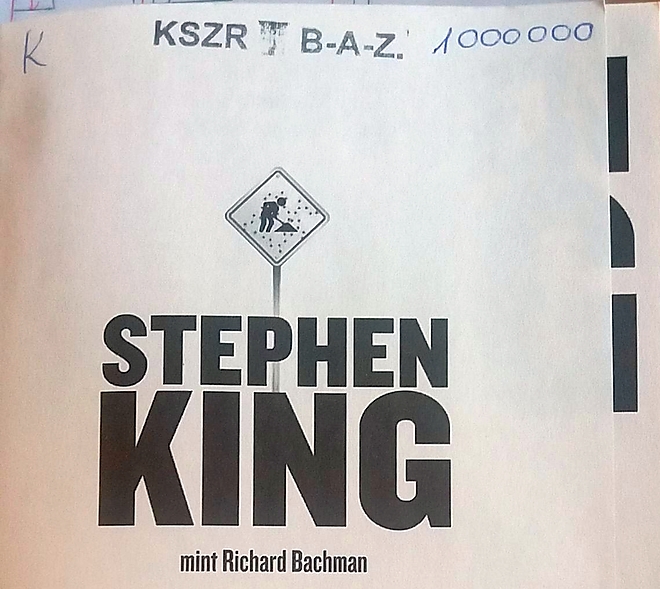 K KSZR B-A-Z. 1000000
STEPHEN
KING
mint Richard Bachman